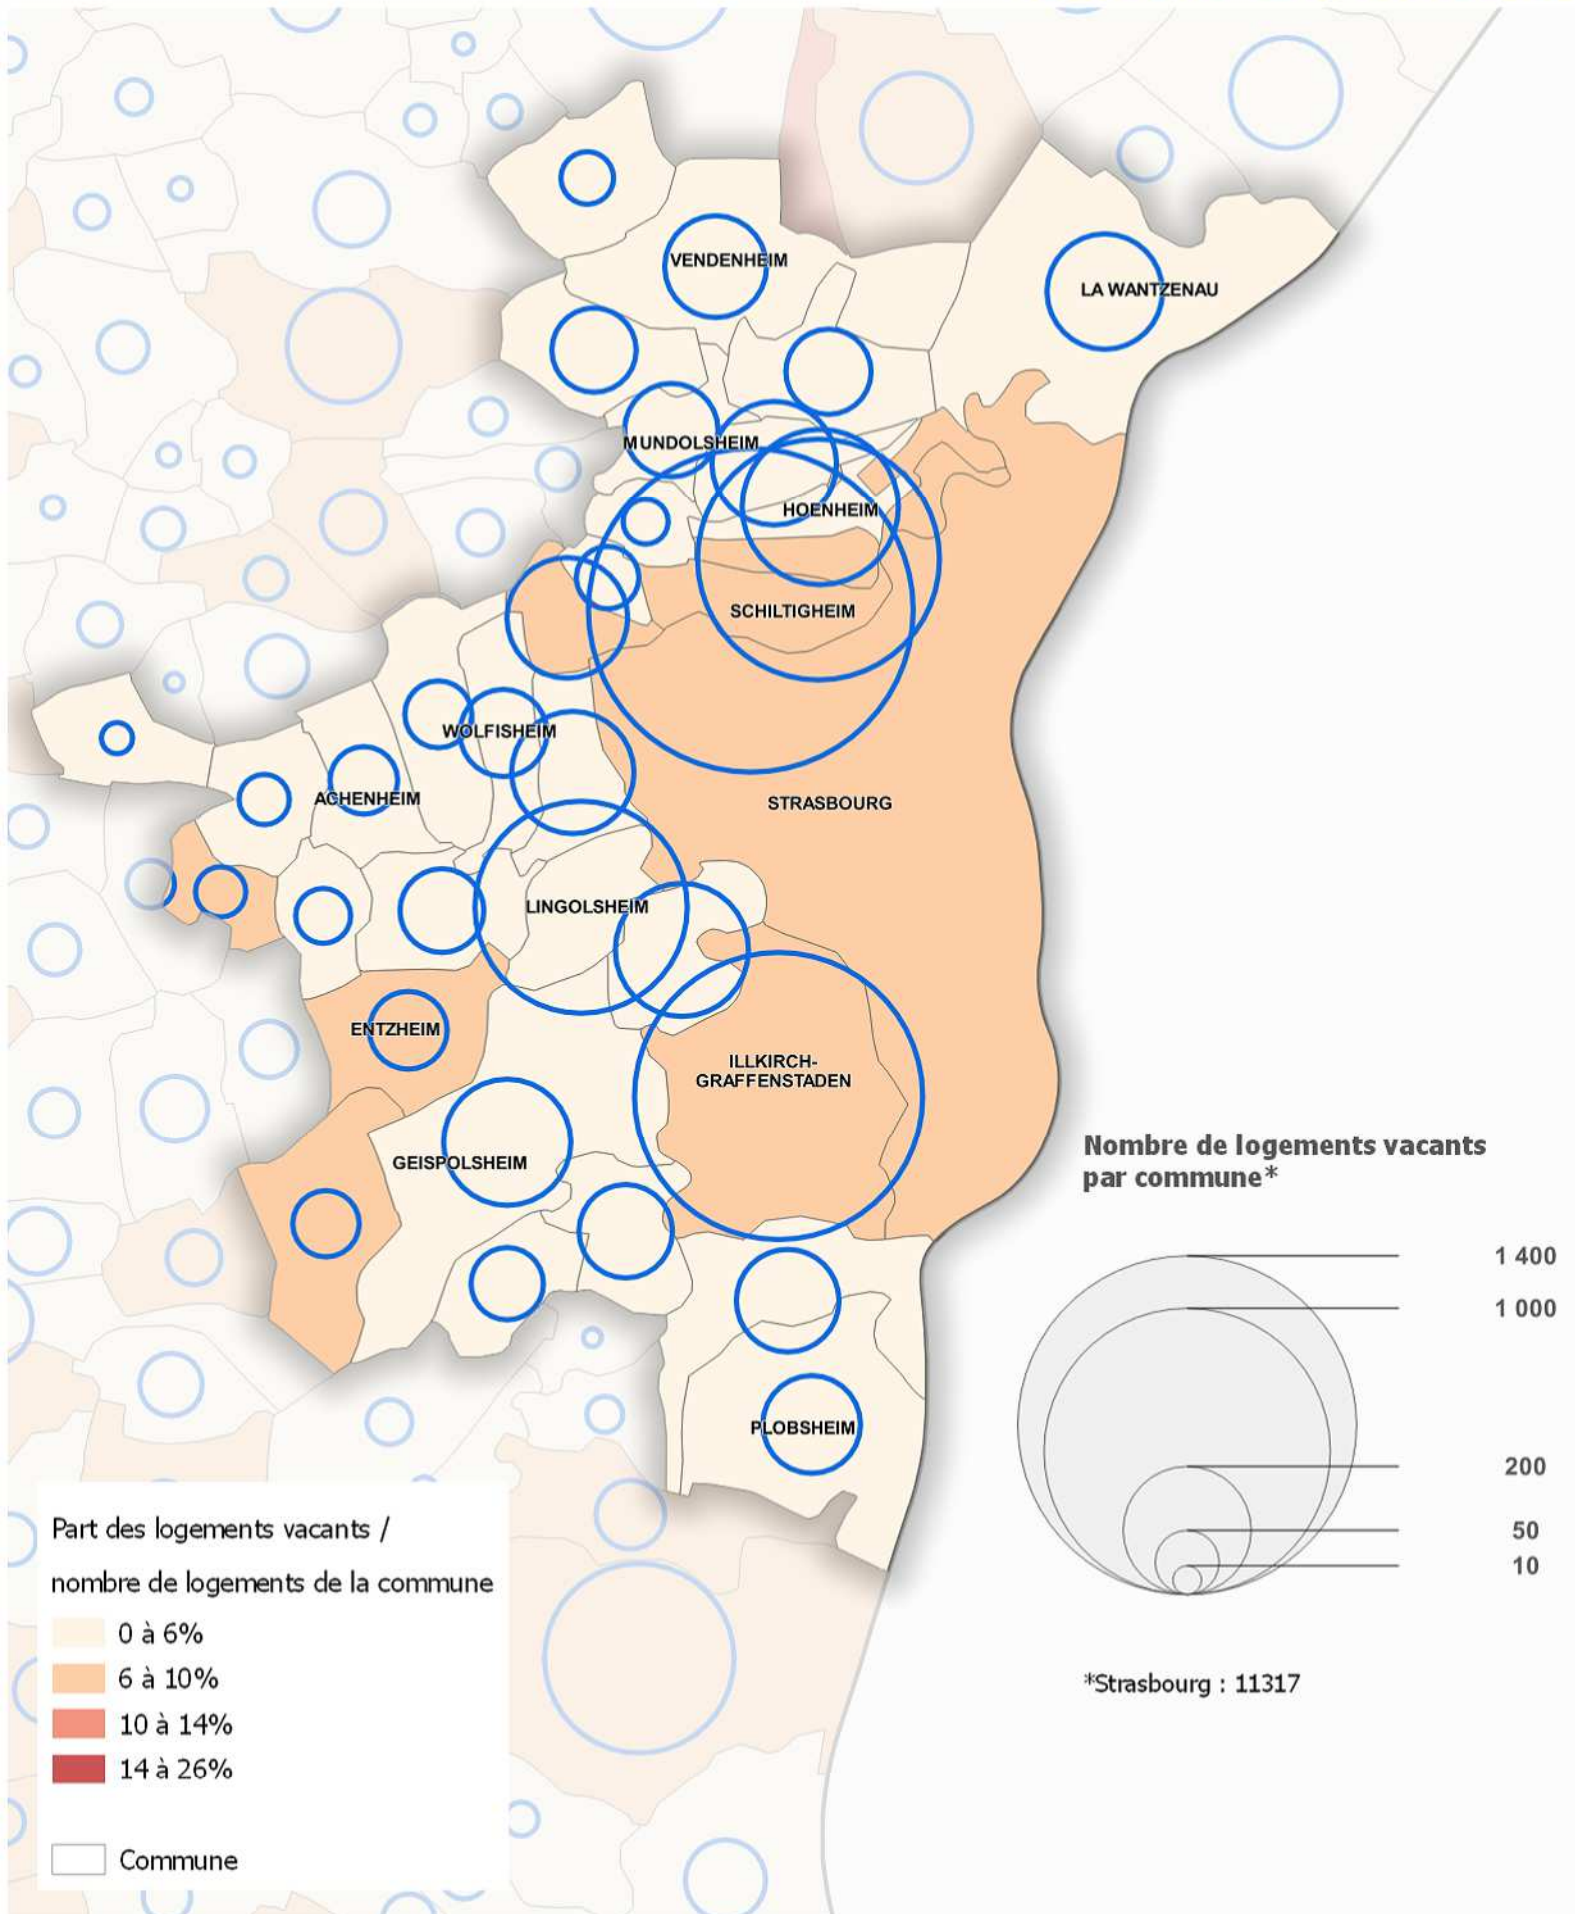 VENDENHEIM
LA WANTZENAU
MUNDOLSHEIM
HOENHEIM
SCHILTIGHEIM
WOLFISHEIM
ACHENHEIM
STRASBOURG
LINGOLSHEIM
ENTZHEIM
ILLKIRCH-
GRAFFENSTADEN
GEISPOLSHEIM
PLOBSHEIM
Nombre de logements vacants
par commune*
1 400
1 000
200
50
10
*Strasbourg : 11317
Part des logements vacants /
nombre de logements de la commune
0 à 6%
6 à 10%
10 à 14%
14 à 26%
Commune